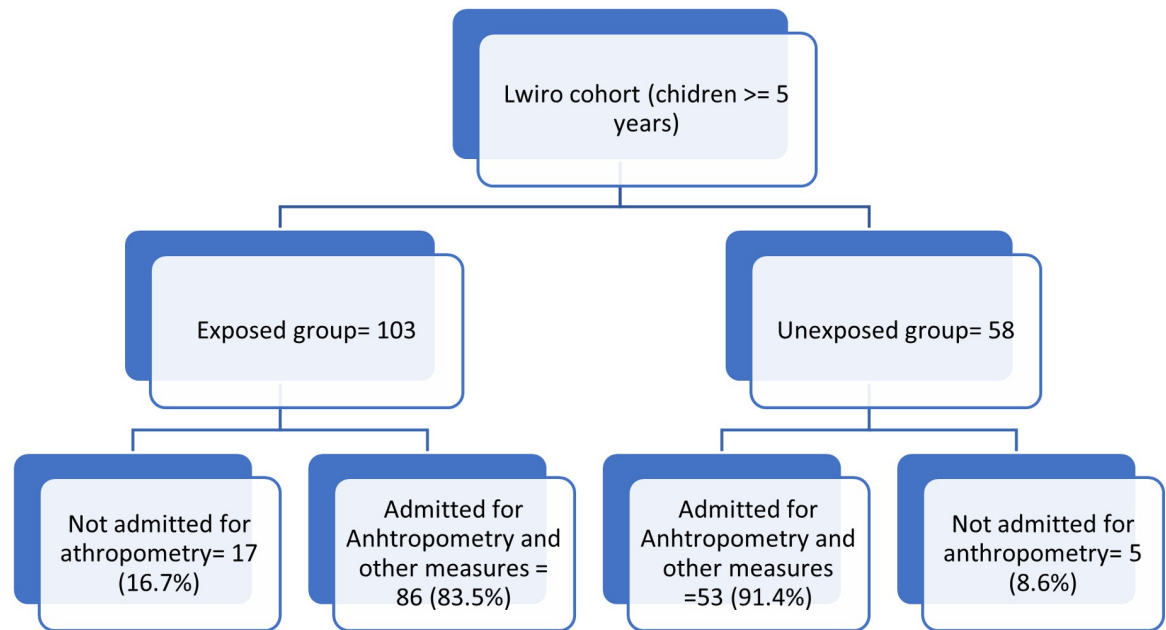 Lwiro cohort (chidren >= 5
years)
Exposed group= 103
Unexposed group= 58
Not admitted for
athropometry= 17
(16.7%)
Admitted for
Anhtropometry and
other measures =
86 (83.5%)
Admitted for
Anhtropometry and
other measures
=53 (91.4%)
Not admitted for
anthropometry= 5
(8.6%)